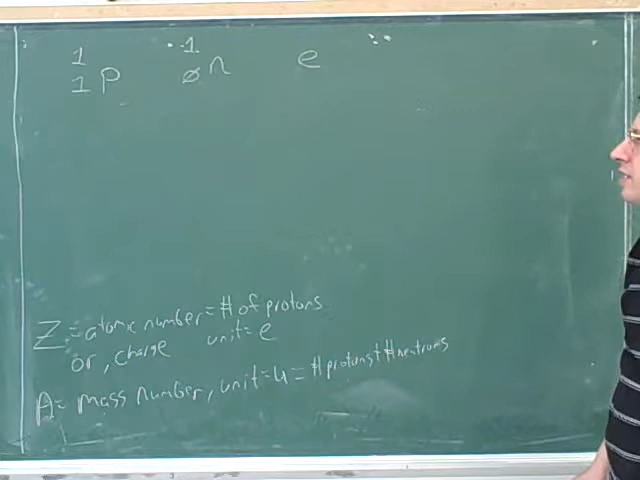 1 1 e
1 p ø n
Z = atomic number = # of protons
or, charge unit = e
A = mass number, unit = u = # protons + # neutrons